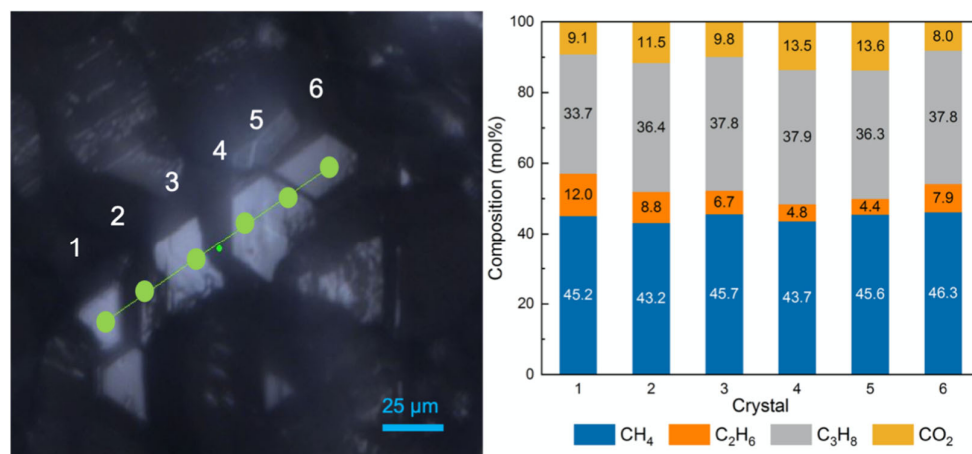 1
2
3
4
5
6
25 μm
Composition (mol%)
100
80
60
40
20
0
9.1 11.5 9.8 13.5 13.6 8.0
33.7 36.4 37.8 37.9 36.3 37.8
12.0 8.8 6.7 4.8 4.4 7.9
45.2 43.2 45.7 43.7 45.6 46.3
1 2 3 4 5 6
Crystal
CH₄ C₂H₆ C₃H₈ CO₂